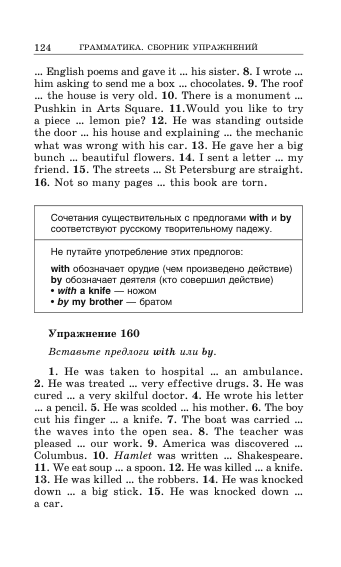 124 ГРАММАТИКА. СБОРНИК УПРАЖНЕНИЙ
... English poems and gave it ... his sister. 8. I wrote ...
him asking to send me a box ... chocolates. 9. The roof
... the house is very old. 10. There is a monument ...
Pushkin in Arts Square. 11.Would you like to try
a piece ... lemon pie? 12. He was standing outside
the door ... his house and explaining ... the mechanic
what was wrong with his car. 13. He gave her a big
bunch ... beautiful flowers. 14. I sent a letter ... my
friend. 15. The streets ... St Petersburg are straight.
16. Not so many pages ... this book are torn.
Сочетания существительных с предлогами with и by
соответствуют русскому творительному падежу.
Не путайте употребление этих предлогов:
with обозначает орудие (чем произведено действие)
by обозначает деятеля (кто совершил действие)
• with a knife — ножом
• by my brother — братом
Упражнение 160
Вставьте предлоги with или by.
1. He was taken to hospital ... an ambulance.
2. He was treated ... very effective drugs. 3. He was
cured ... a very skilful doctor. 4. He wrote his letter
... a pencil. 5. He was scolded ... his mother. 6. The boy
cut his finger ... a knife. 7. The boat was carried ...
the waves into the open sea. 8. The teacher was
pleased ... our work. 9. America was discovered ...
Columbus. 10. Hamlet was written ... Shakespeare.
11. We eat soup ... a spoon. 12. He was killed ... a knife.
13. He was killed ... the robbers. 14. He was knocked
down ... a big stick. 15. He was knocked down ...
a car.